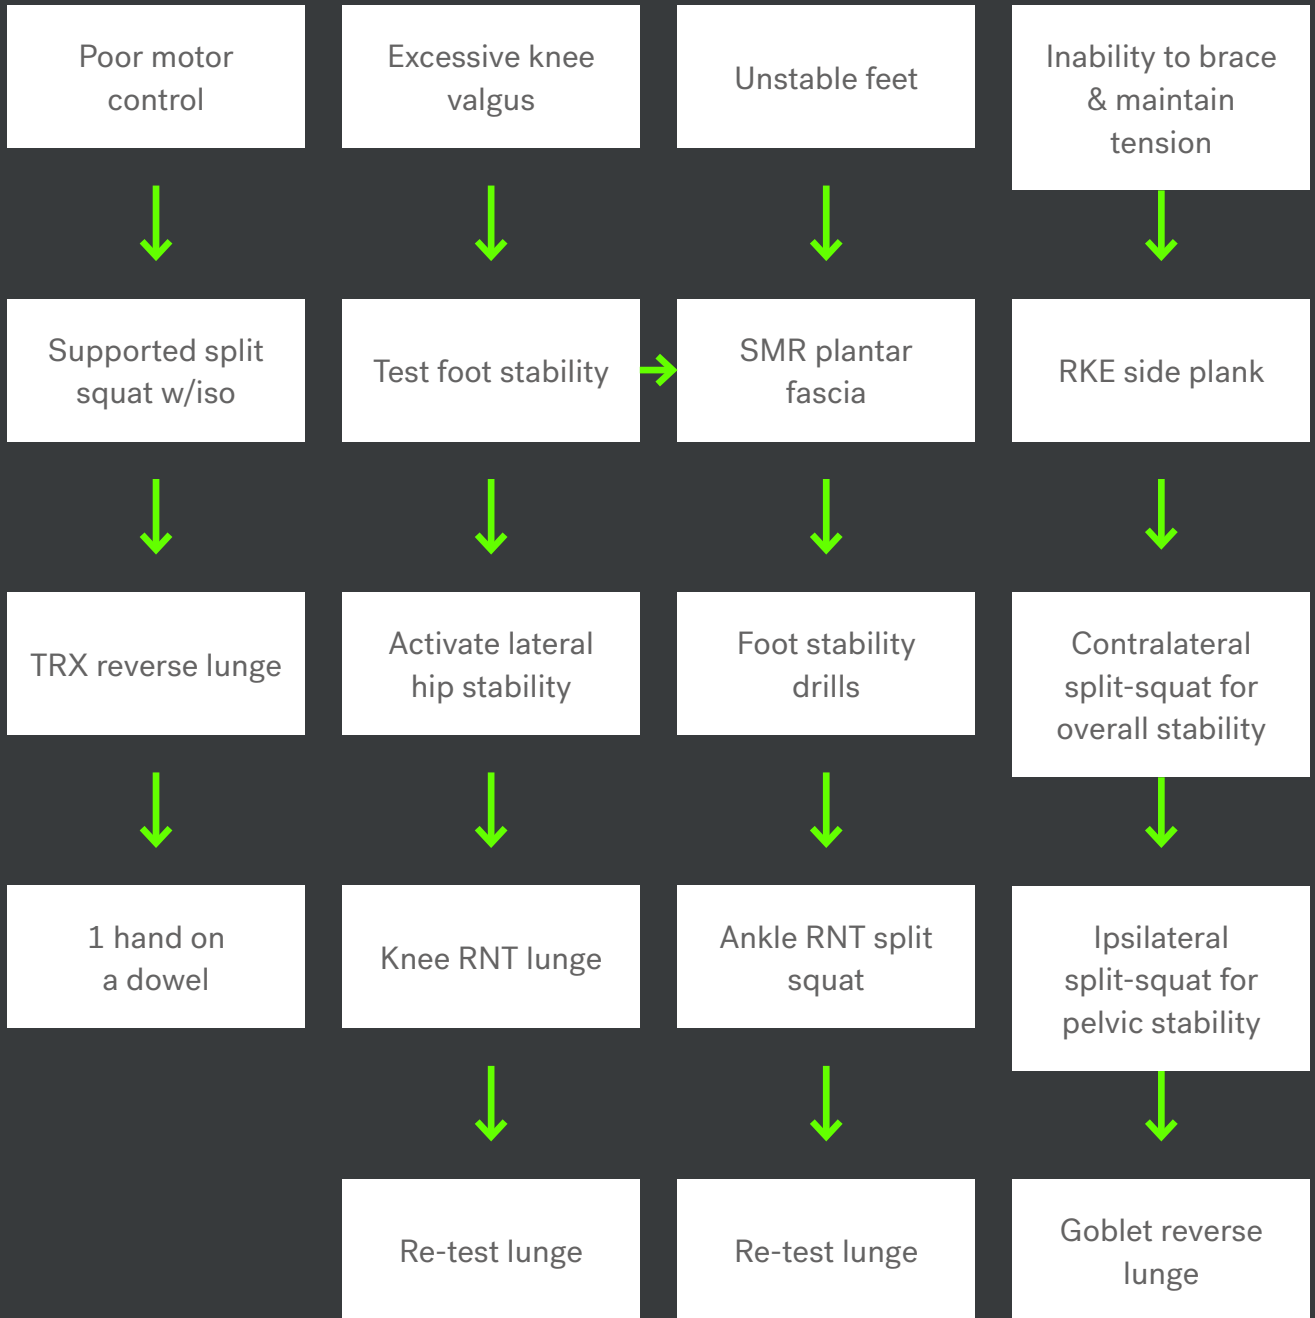 Poor motor
control
Excessive knee
valgus
Unstable feet
Inability to brace
& maintain
tension
Supported split
squat w/iso
Test foot stability
SMR plantar
fascia
RKE side plank
TRX reverse lunge
Activate lateral
hip stability
Foot stability
drills
Contralateral
split-squat for
overall stability
1 hand on
a dowel
Knee RNT lunge
Ankle RNT split
squat
Ipsilateral
split-squat for
pelvic stability
Re-test lunge
Re-test lunge
Goblet reverse
lunge